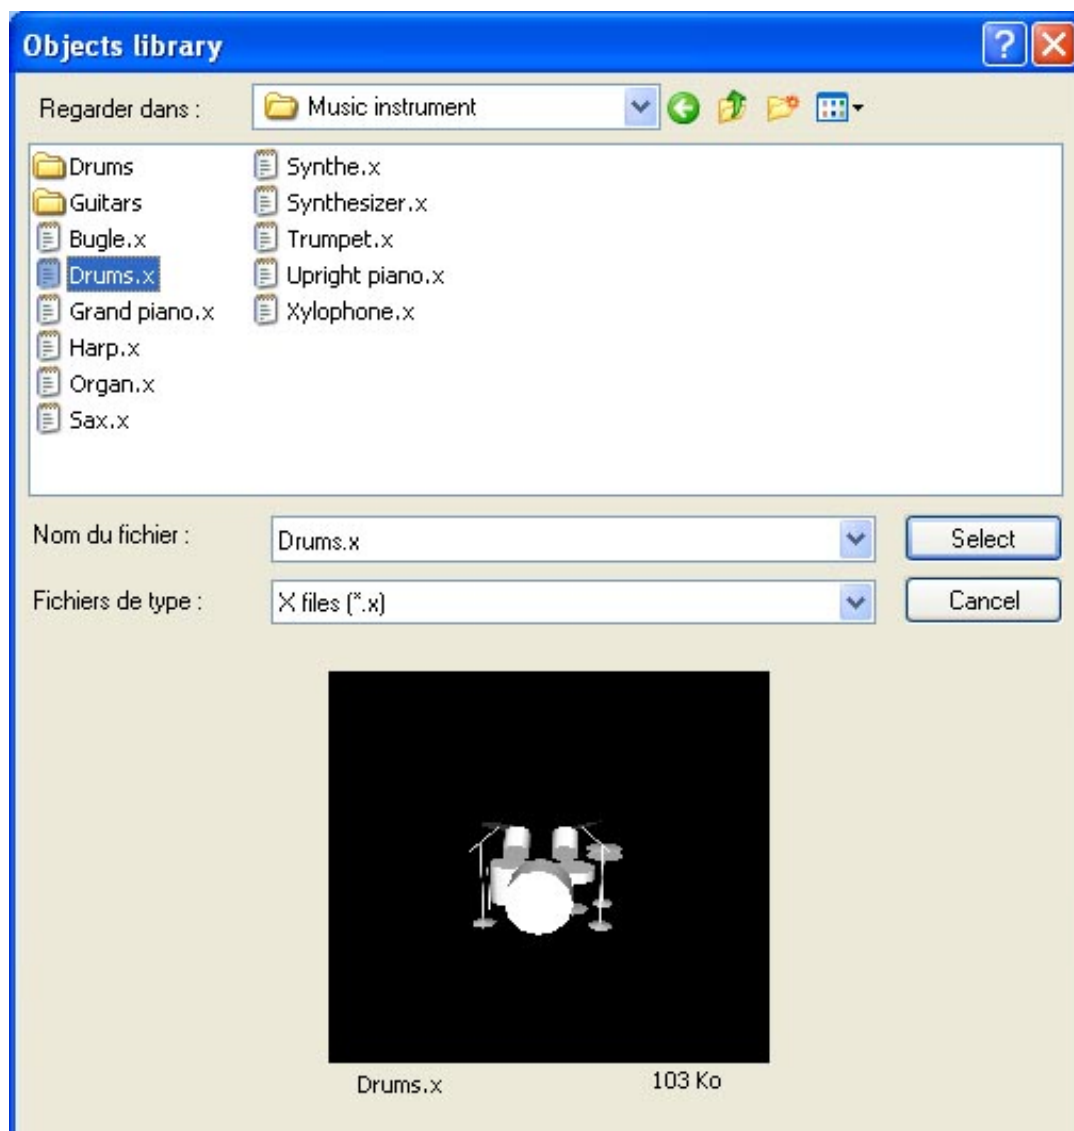 Objects library
Regarder dans :
Music instrument
Drums
Guitars
Bugle.x
Drums.x
Grand piano.x
Harp.x
Organ.x
Sax.x
Synthe.x
Synthesizer.x
Trumpet.x
Upright piano.x
Xylophone.x
Nom du fichier :
Drums.x
Select
Fichiers de type :
X files (*.x)
Cancel
Drums.x
103 Ko